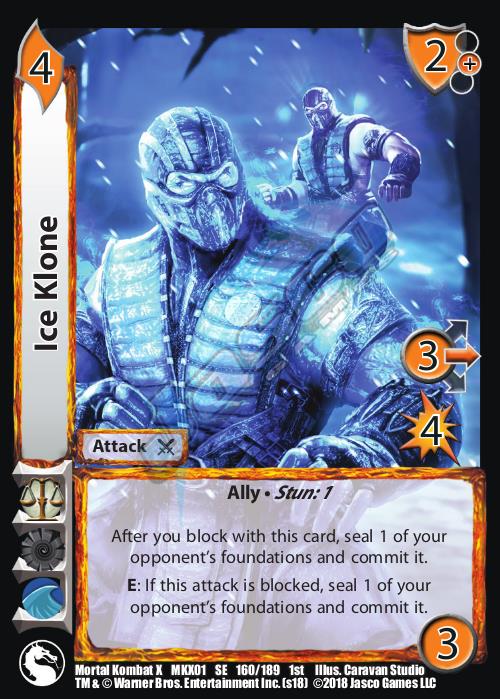 4
2
+
Ice Klone
3
4
Attack
Ally • Stun: 1
After you block with this card, seal 1 of your
opponent's foundations and commit it.
E: If this attack is blocked, seal 1 of your
opponent's foundations and commit it.
3
Mortal Kombat X MKX01 SE 160/189 1st Illus. Caravan Studio
TM & © Warner Bros. Entertainment Inc. (s18) ©2018 Jasco Games LLC